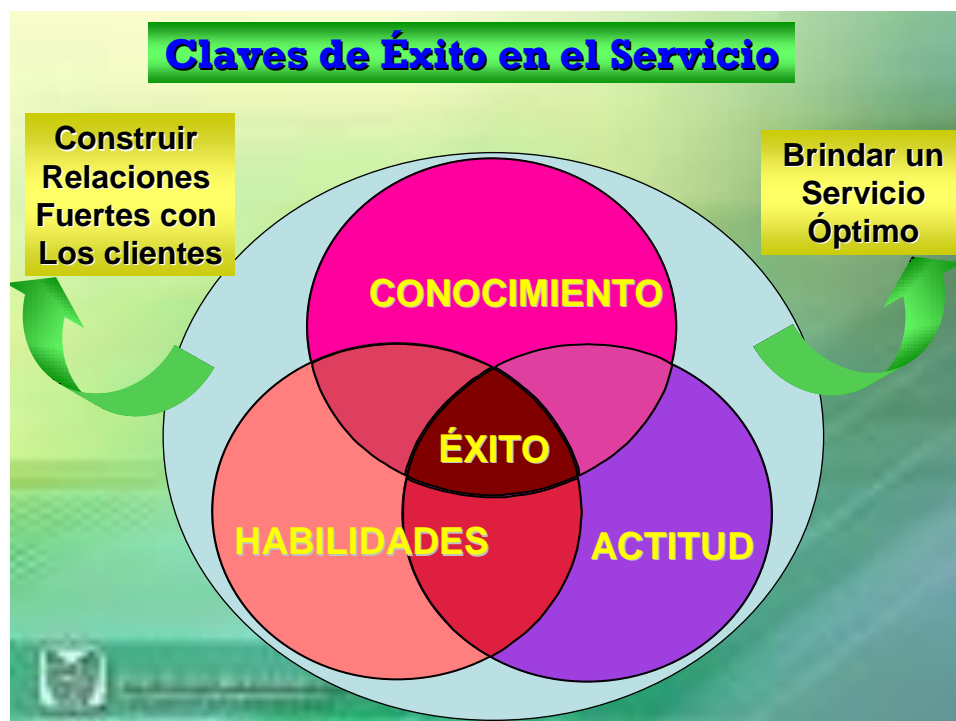 Claves de Éxito en el Servicio
Construir
Relaciones
Fuertes con
Los clientes
Brindar un
Servicio
Óptimo
CONOCIMIENTO
ÉXITO
HABILIDADES
ACTITUD